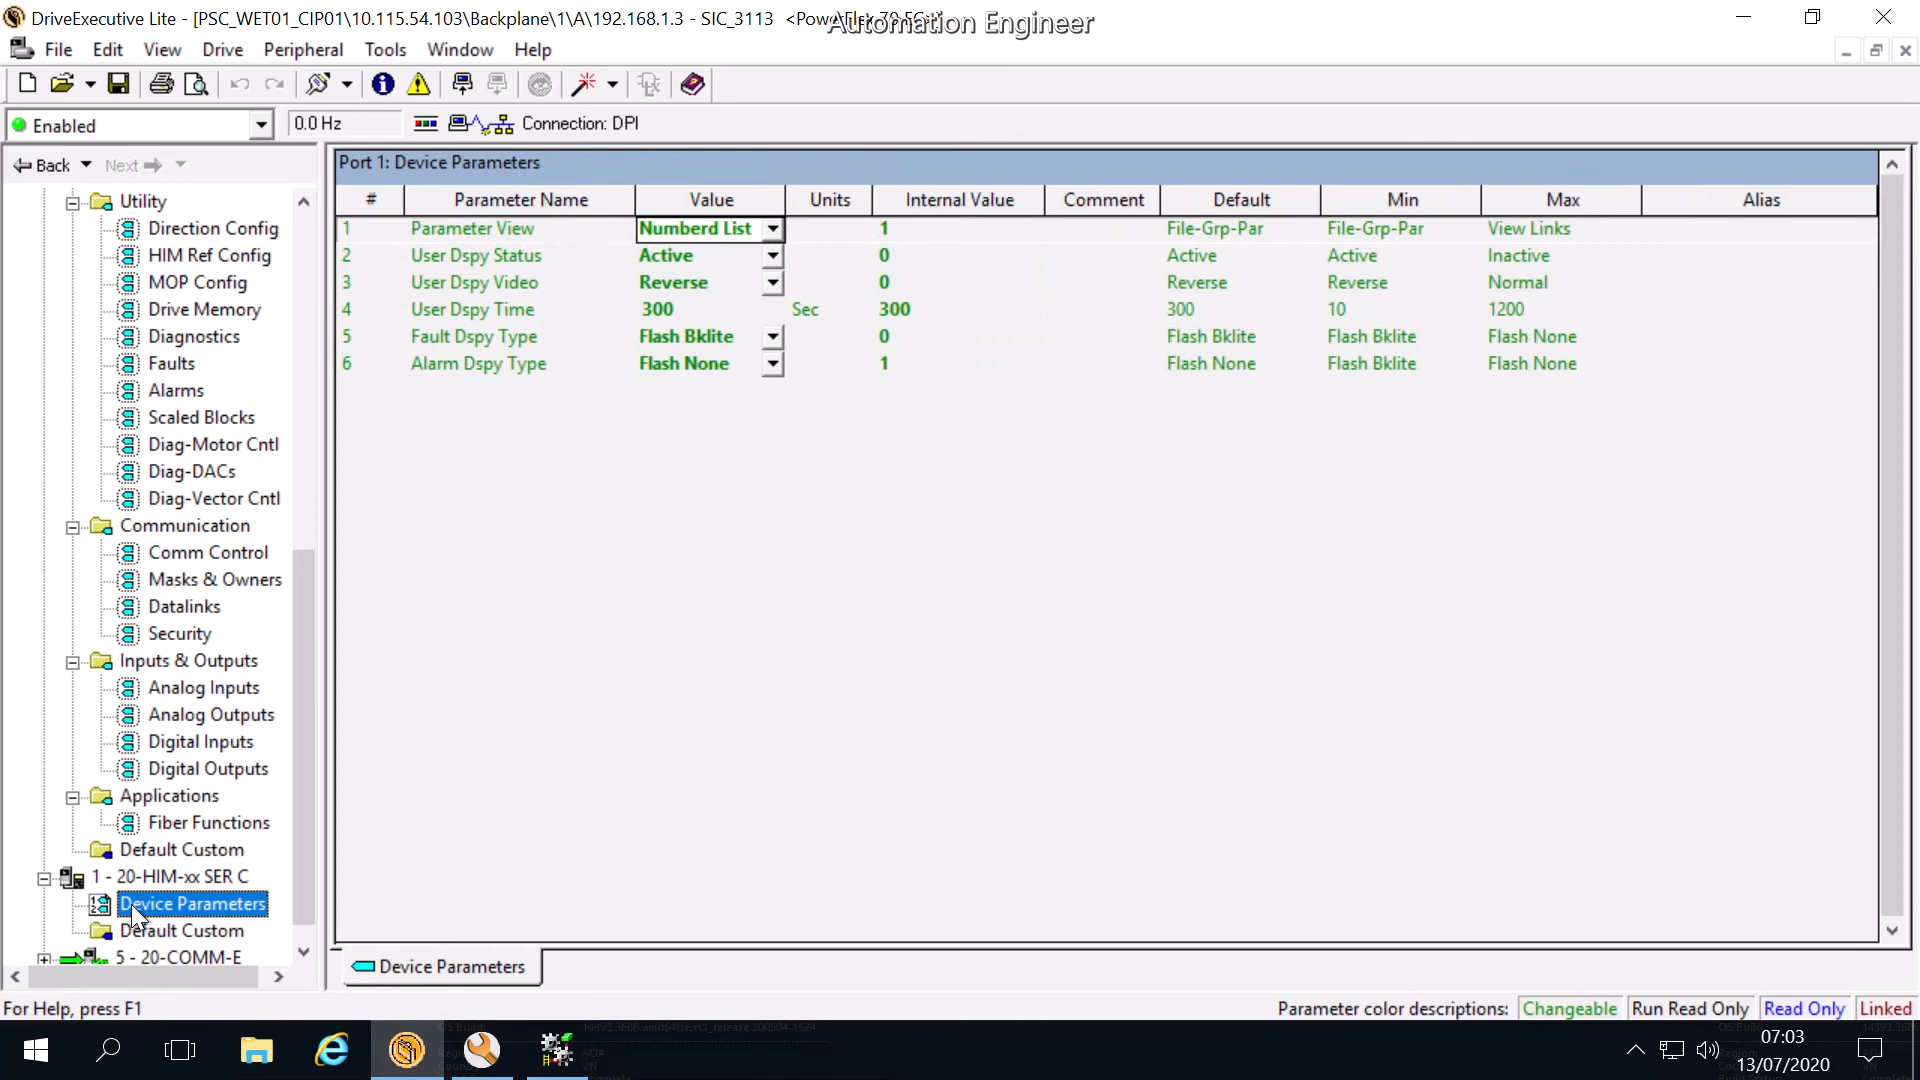 DriveExecutive Lite - [PSC_WET01_CIP01\10.115.54.103\Backplane\1\A\192.168.1.3 - SIC_3113 <PowerFlex 70 EC>]
Automation Engineer
File Edit View Drive Peripheral Tools Window Help
Enabled 0.0 Hz Connection: DPI
Back Next
Utility
Direction Config
HIM Ref Config
MOP Config
Drive Memory
Diagnostics
Faults
Alarms
Scaled Blocks
Diag-Motor Cntl
Diag-DACs
Diag-Vector Cntl
Communication
Comm Control
Masks & Owners
Datalinks
Security
Inputs & Outputs
Analog Inputs
Analog Outputs
Digital Inputs
Digital Outputs
Applications
Fiber Functions
Default Custom
1 - 20-HIM-xx SER C
Device Parameters
Default Custom
5 - 20-COMM-E
Port 1: Device Parameters
# Parameter Name Value Units Internal Value Comment Default Min Max Alias
1 Parameter View Numberd List 1 File-Grp-Par File-Grp-Par View Links
2 User Dspy Status Active 0 Active Active Inactive
3 User Dspy Video Reverse 0 Reverse Reverse Normal
4 User Dspy Time 300 Sec 300 300 10 1200
5 Fault Dspy Type Flash Bklite 0 Flash Bklite Flash Bklite Flash None
6 Alarm Dspy Type Flash None 1 Flash None Flash Bklite Flash None
Device Parameters
For Help, press F1
Parameter color descriptions: Changeable Run Read Only Read Only Linked
07:03
13/07/2020